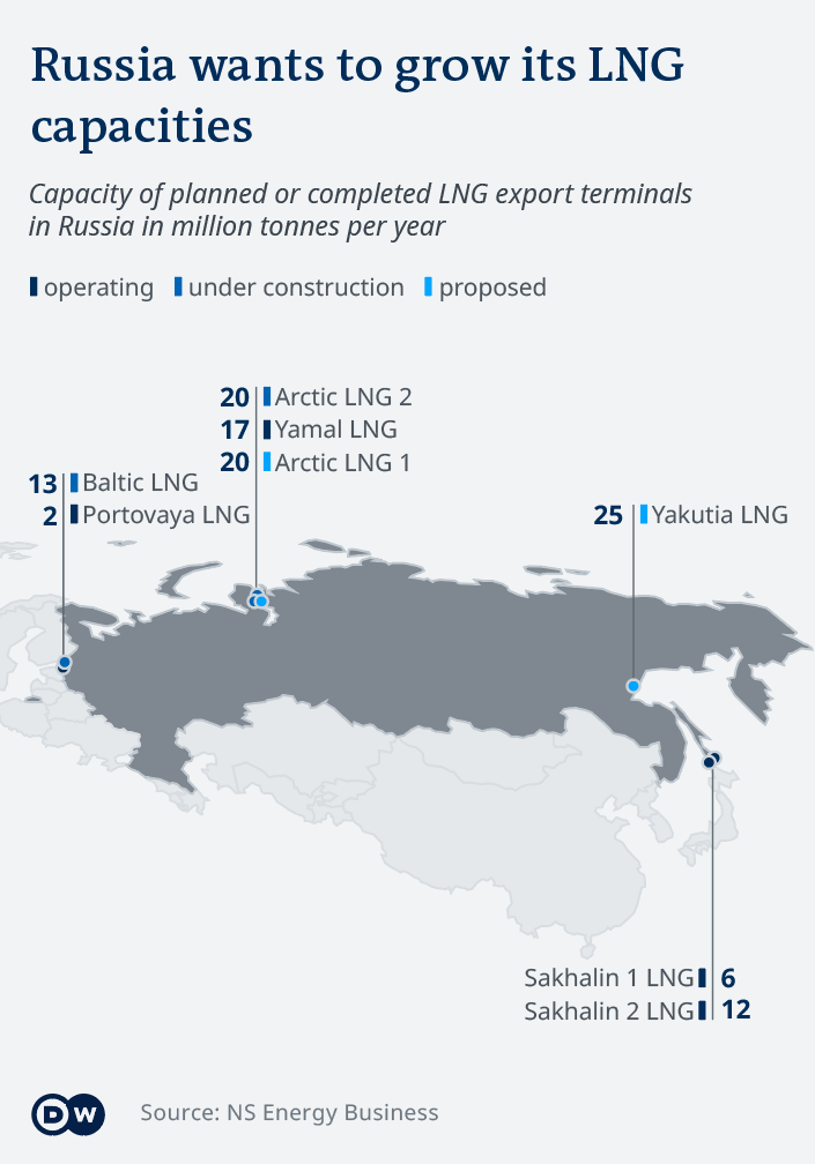 Russia wants to grow its LNG
capacities
Capacity of planned or completed LNG export terminals
in Russia in million tonnes per year
operating under construction proposed
20 Arctic LNG 2
17 Yamal LNG
20 Arctic LNG 1
13 Baltic LNG
2 Portovaya LNG
25 Yakutia LNG
Sakhalin 1 LNG 6
Sakhalin 2 LNG 12
DW Source: NS Energy Business